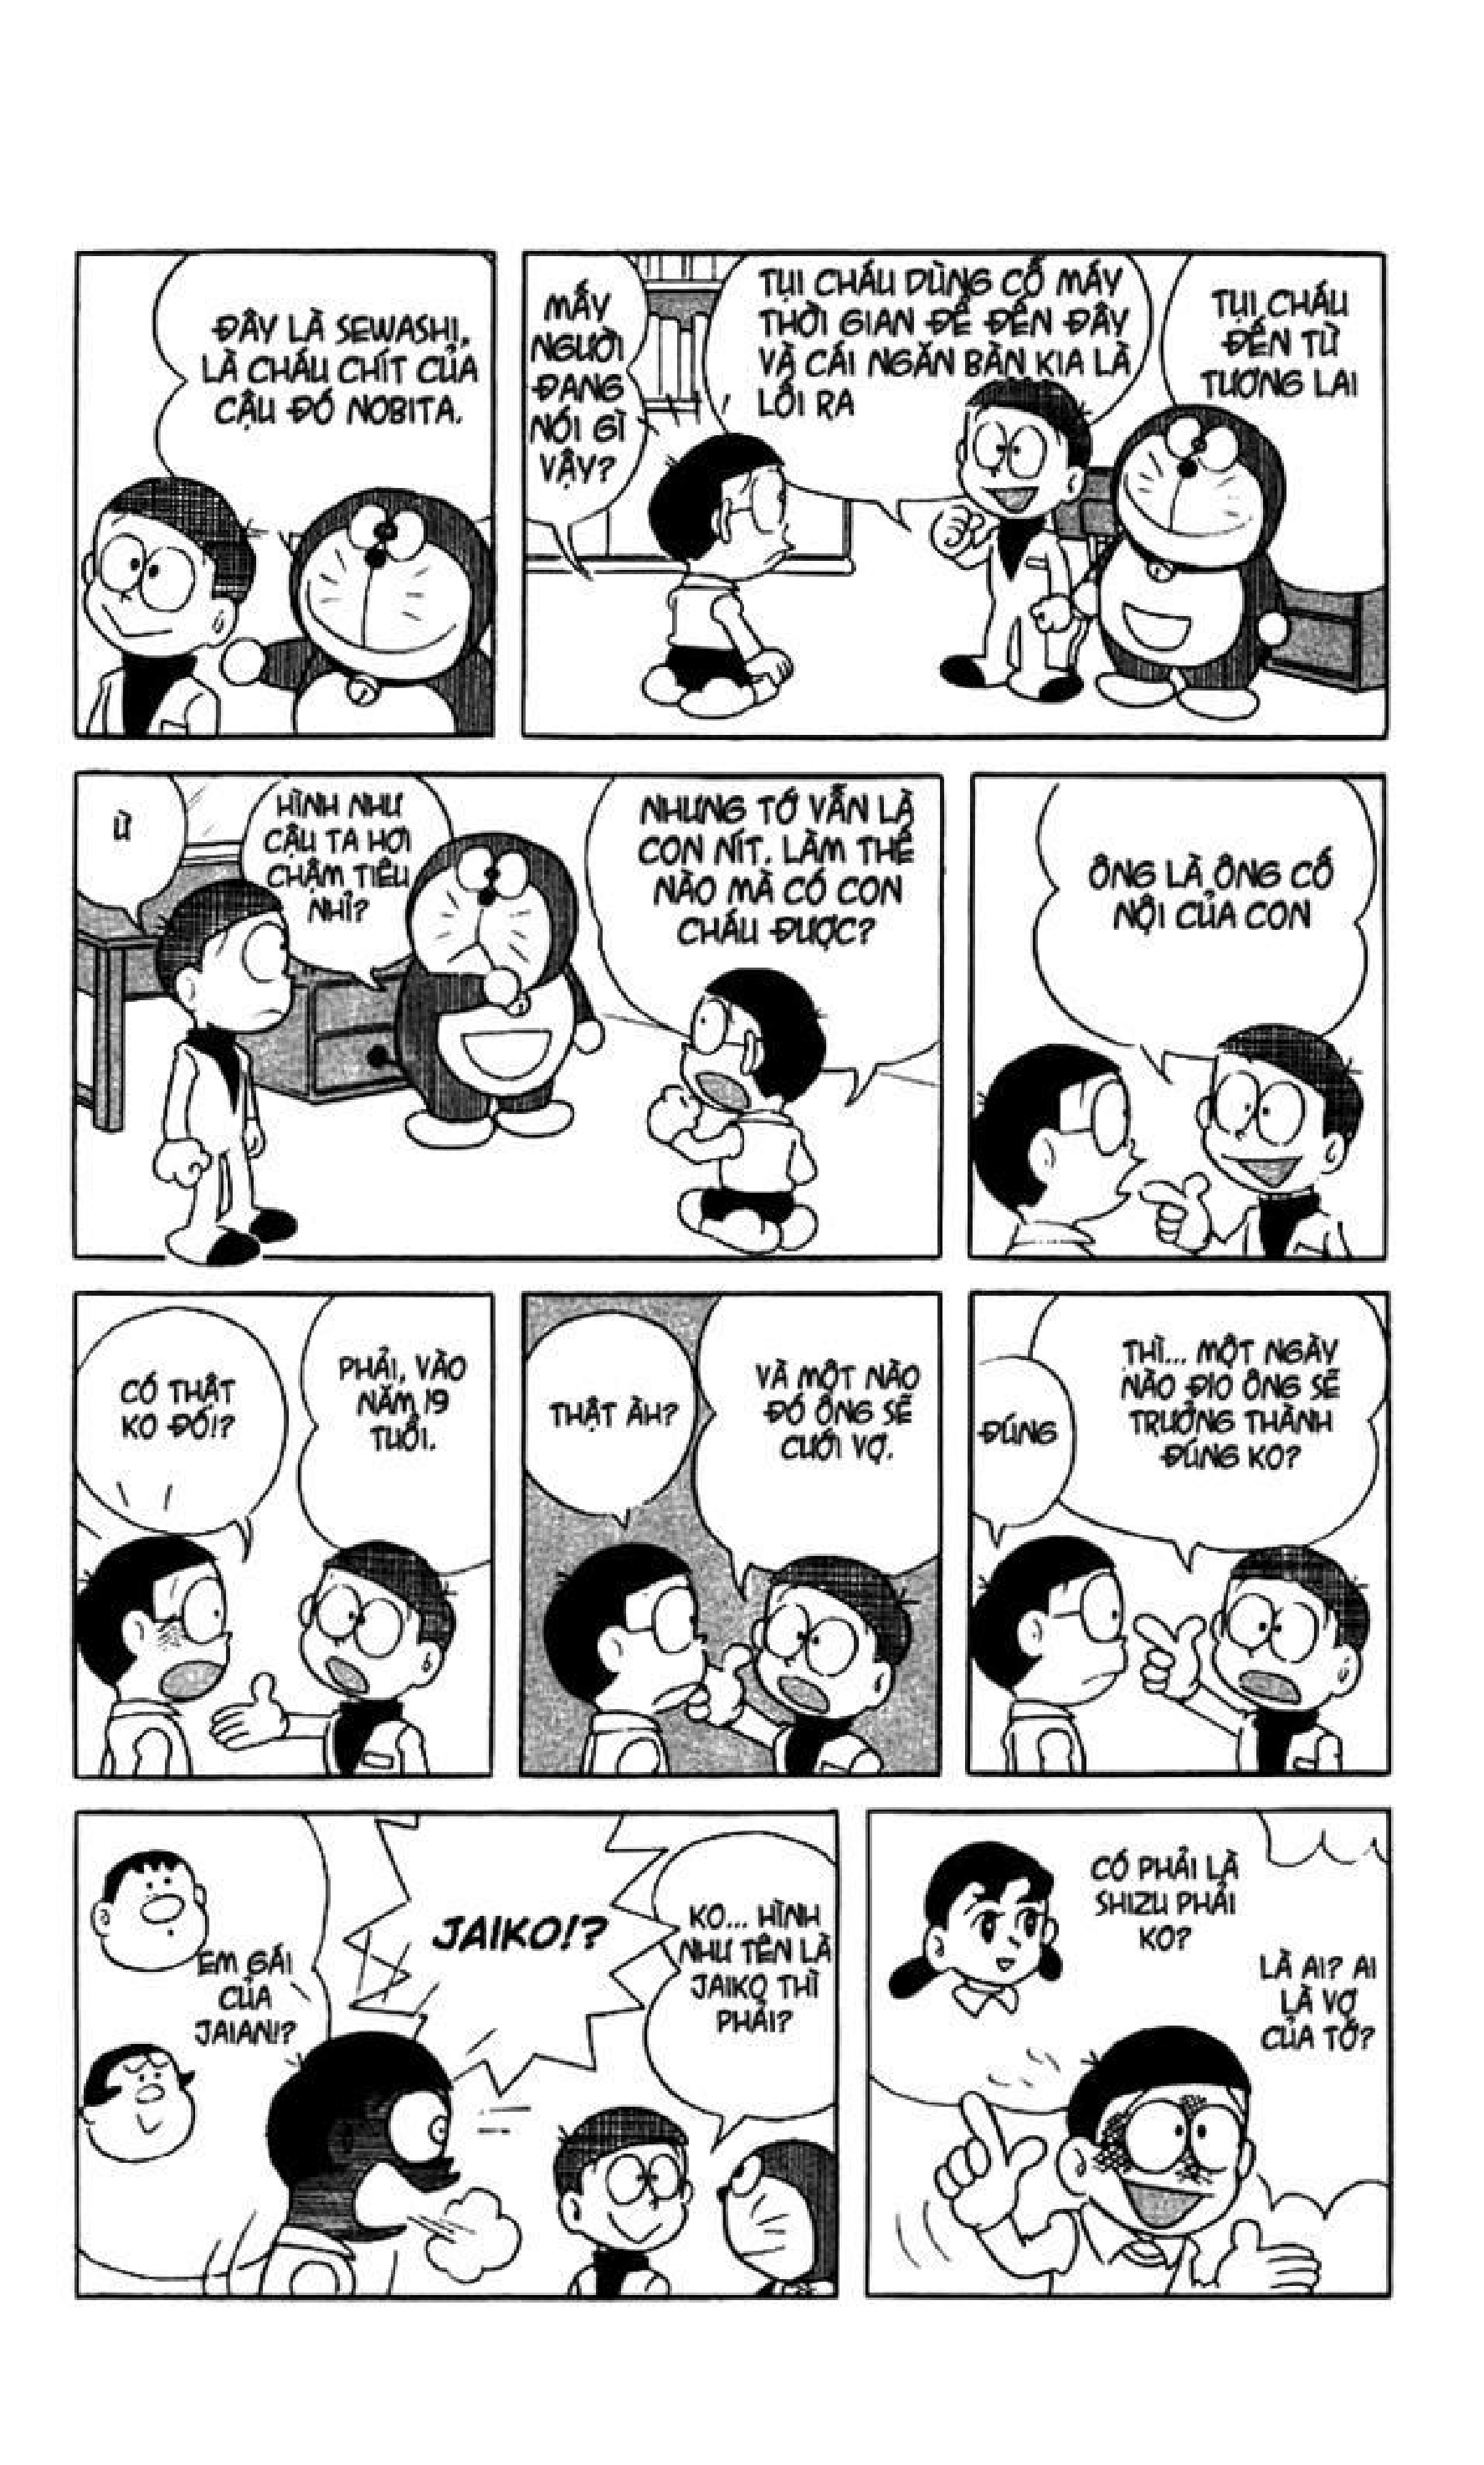 TỤI CHÁU
ĐẾN TỪ
TƯƠNG LAI
TỤI CHÁU DÙNG CỖ MÁY
THỜI GIAN ĐỂ ĐẾN ĐÂY
VÀ CÁI NGĂN BÀN KIA LÀ
LỐI RA
MẤY
NGƯỜI
ĐANG
NÓI GÌ
VẬY?
ĐÂY LÀ SEWASHI,
LÀ CHÁU CHÍT CỦA
CẬU ĐÓ NOBITA.
ÔNG LÀ ÔNG CỐ
NỘI CỦA CON
NHƯNG TỚ VẪN LÀ
CON NÍT. LÀM THẾ
NÀO MÀ CÓ CON
CHÁU ĐƯỢC?
HÌNH NHƯ
CẬU TA HƠI
CHẬM TIÊU
NHỈ?
Ừ
THÌ... MỘT NGÀY
NÀO ĐIO ÔNG SẼ
TRƯỞNG THÀNH
ĐÚNG KO?
ĐÚNG
VÀ MỘT NÀO
ĐÓ ÔNG SẼ
CƯỚI VỢ.
THẬT ÀH?
PHẢI, VÀO
NĂM 19
TUỔI.
CÓ THẬT
KO ĐÓ!?
LÀ AI? AI
LÀ VỢ
CỦA TỚ?
CÓ PHẢI LÀ
SHIZU PHẢI
KO?
KO... HÌNH
NHƯ TÊN LÀ
JAIKO THÌ
PHẢI?
JAIKO!?
EM GÁI
CỦA
JAIAN!?